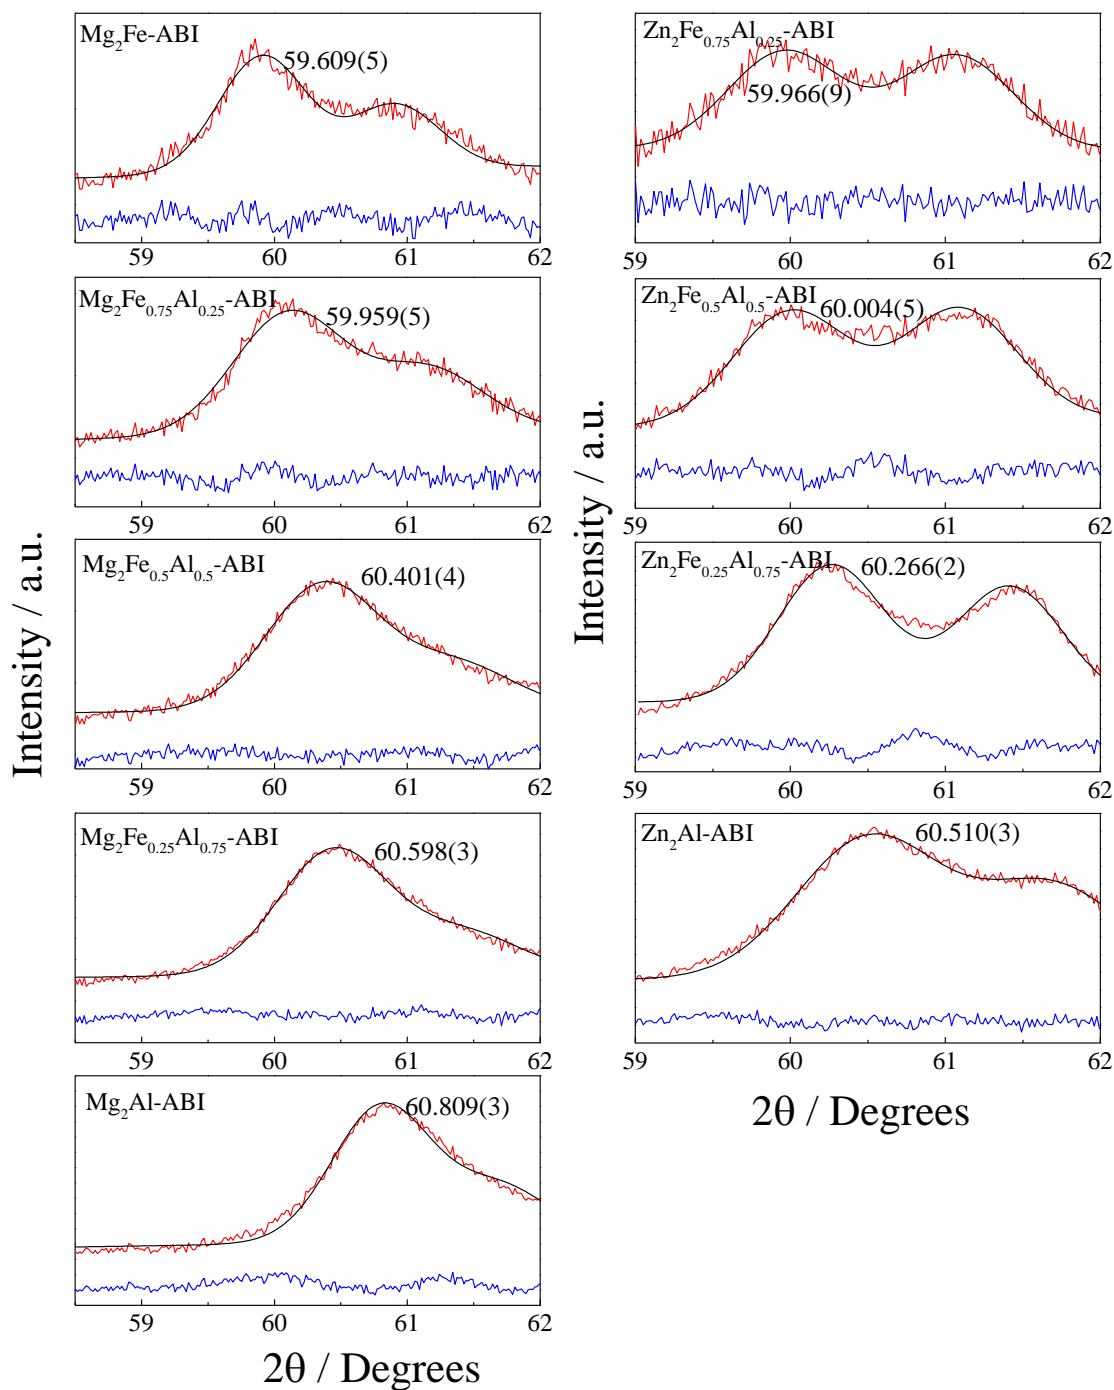 Mg2Fe-ABI
59.609(5)
59 60 61 62
Mg2Fe0.75Al0.25-ABI
59.959(5)
59 60 61 62
Mg2Fe0.5Al0.5-ABI
60.401(4)
59 60 61 62
Mg2Fe0.25Al0.75-ABI
60.598(3)
59 60 61 62
Mg2Al-ABI
60.809(3)
59 60 61 62
Intensity / a.u.
2θ / Degrees
Zn2Fe0.75Al0.25-ABI
59.966(9)
59 60 61 62
Zn2Fe0.5Al0.5-ABI
60.004(5)
59 60 61 62
Zn2Fe0.25Al0.75-ABI
60.266(2)
59 60 61 62
Zn2Al-ABI
60.510(3)
59 60 61 62
Intensity / a.u.
2θ / Degrees